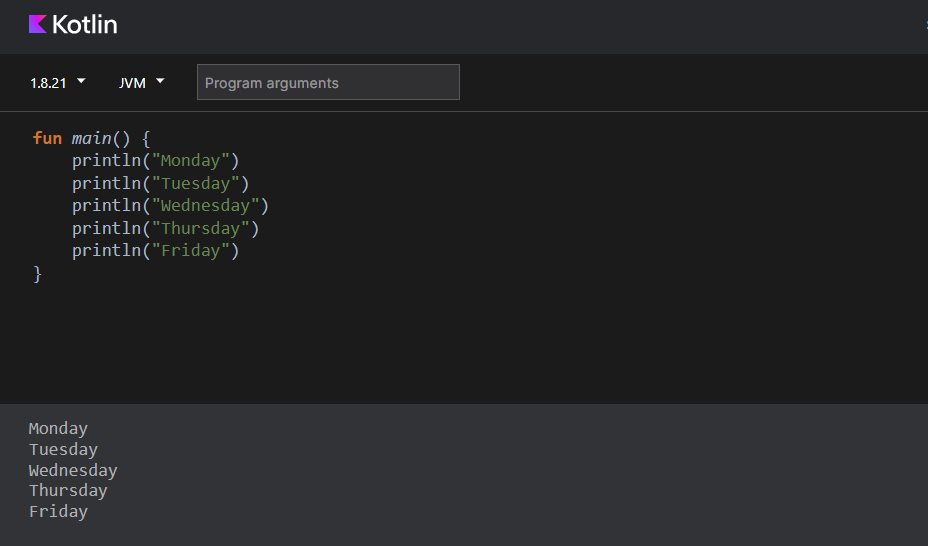 Kotlin
1.8.21 JVM Program arguments
fun main() {
    println("Monday")
    println("Tuesday")
    println("Wednesday")
    println("Thursday")
    println("Friday")
}
Monday
Tuesday
Wednesday
Thursday
Friday